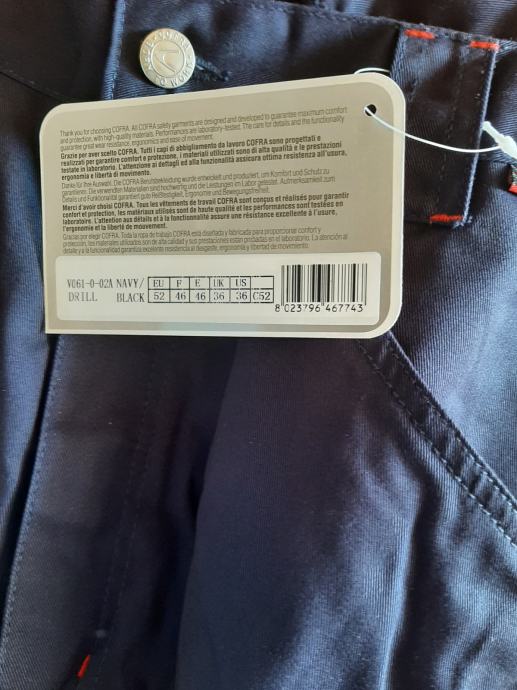 COFRA
Thank you for choosing COFRA. All COFRA safety garments are designed and developed to guarantee maximum comfort
and protection, with high-quality materials. Performances are laboratory-tested. The care for details and the functionality
guarantee great wear resistance, ergonomics and ease of movement.
Grazie per aver scelto COFRA. Tutti i capi di abbigliamento da lavoro COFRA sono progettati e
realizzati per garantire comfort e protezione, i materiali utilizzati sono di alta qualità e le prestazioni
testate in laboratorio. L'attenzione ai dettagli ed alla funzionalità assicura ottima resistenza all'usura,
ergonomia e libertà di movimento.
Danke für Ihre Auswahl. Die COFRA Berufsbekleidung wurde entwickelt und produziert, um Komfort und Schutz zu
garantieren. Die verwendeten Materialien sind hochwertig und die Leistungen im Labor getestet. Aufmerksamkeit zum
Details und Funktionalität garantiert gute Reißfestigkeit, Ergonomie und Bewegungsfreiheit.
Merci d'avoir choisi COFRA. Tous les vêtements de travail COFRA sont conçus et réalisés pour garantir
confort et protection, les matériaux utilisés sont de haute qualité et les performances sont testées en
laboratoire. L'attention aux détails et à la fonctionnalité assure une résistance excellente à l'usure,
l'ergonomie et la liberté de mouvement.
Gracias por elegir COFRA. Toda la ropa de trabajo COFRA está diseñada y fabricada para proporcionar comfort y
protección, los materiales utilizados son de alta calidad y sus prestaciones están probadas en el laboratorio. La atención al
detalle y a la funcionalidad garantiza excelente resistencia al desgaste, ergonomía y libertad de movimiento.
V061-0-02A NAVY/ EU F E UK US
DRILL BLACK 52 46 46 36 36 C52
8 023796 467743